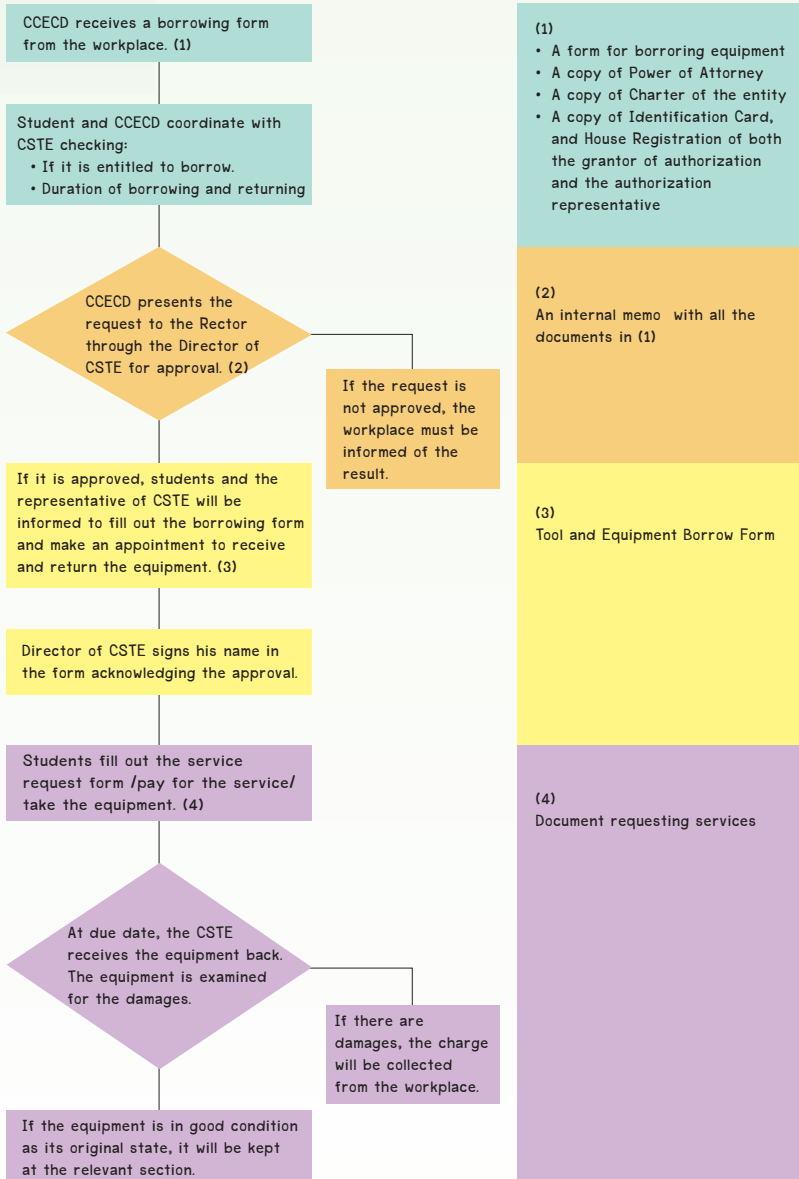 CCECD receives a borrowing form
from the workplace. (1)
Student and CCECD coordinate with
CSTE checking:
• If it is entitled to borrow.
• Duration of borrowing and returning
CCECD presents the
request to the Rector
through the Director of
CSTE for approval. (2)
If the request is
not approved, the
workplace must be
informed of the
result.
If it is approved, students and the
representative of CSTE will be
informed to fill out the borrowing form
and make an appointment to receive
and return the equipment. (3)
Director of CSTE signs his name in
the form acknowledging the approval.
Students fill out the service
request form /pay for the service/
take the equipment. (4)
At due date, the CSTE
receives the equipment back.
The equipment is examined
for the damages.
If there are
damages, the charge
will be collected
from the workplace.
If the equipment is in good condition
as its original state, it will be kept
at the relevant section.
(1)
• A form for borroring equipment
• A copy of Power of Attorney
• A copy of Charter of the entity
• A copy of Identification Card,
and House Registration of both
the grantor of authorization
and the authorization
representative
(2)
An internal memo with all the
documents in (1)
(3)
Tool and Equipment Borrow Form
(4)
Document requesting services